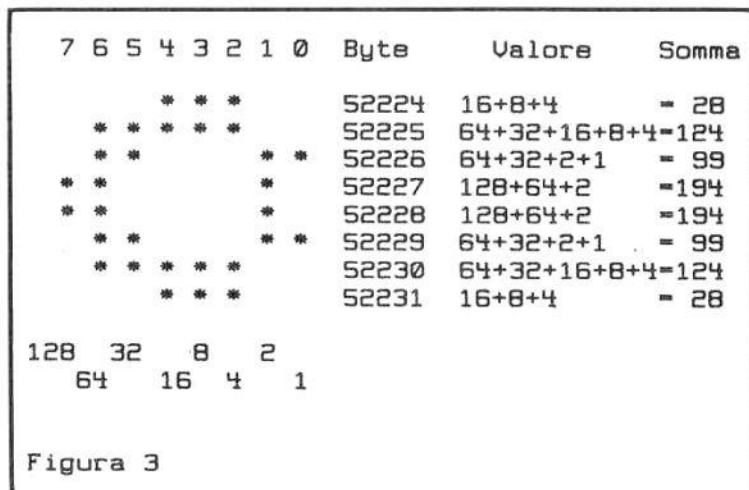 7 6 5 4 3 2 1 0 Byte Valore Somma
* * * 52224 16+8+4 = 28
* * * * * 52225 64+32+16+8+4=124
* * * * 52226 64+32+2+1 = 99
* * * 52227 128+64+2 =194
* * * 52228 128+64+2 =194
* * * * 52229 64+32+2+1 = 99
* * * * * 52230 64+32+16+8+4=124
* * * 52231 16+8+4 = 28
128 32 8 2
64 16 4 1
Figura 3